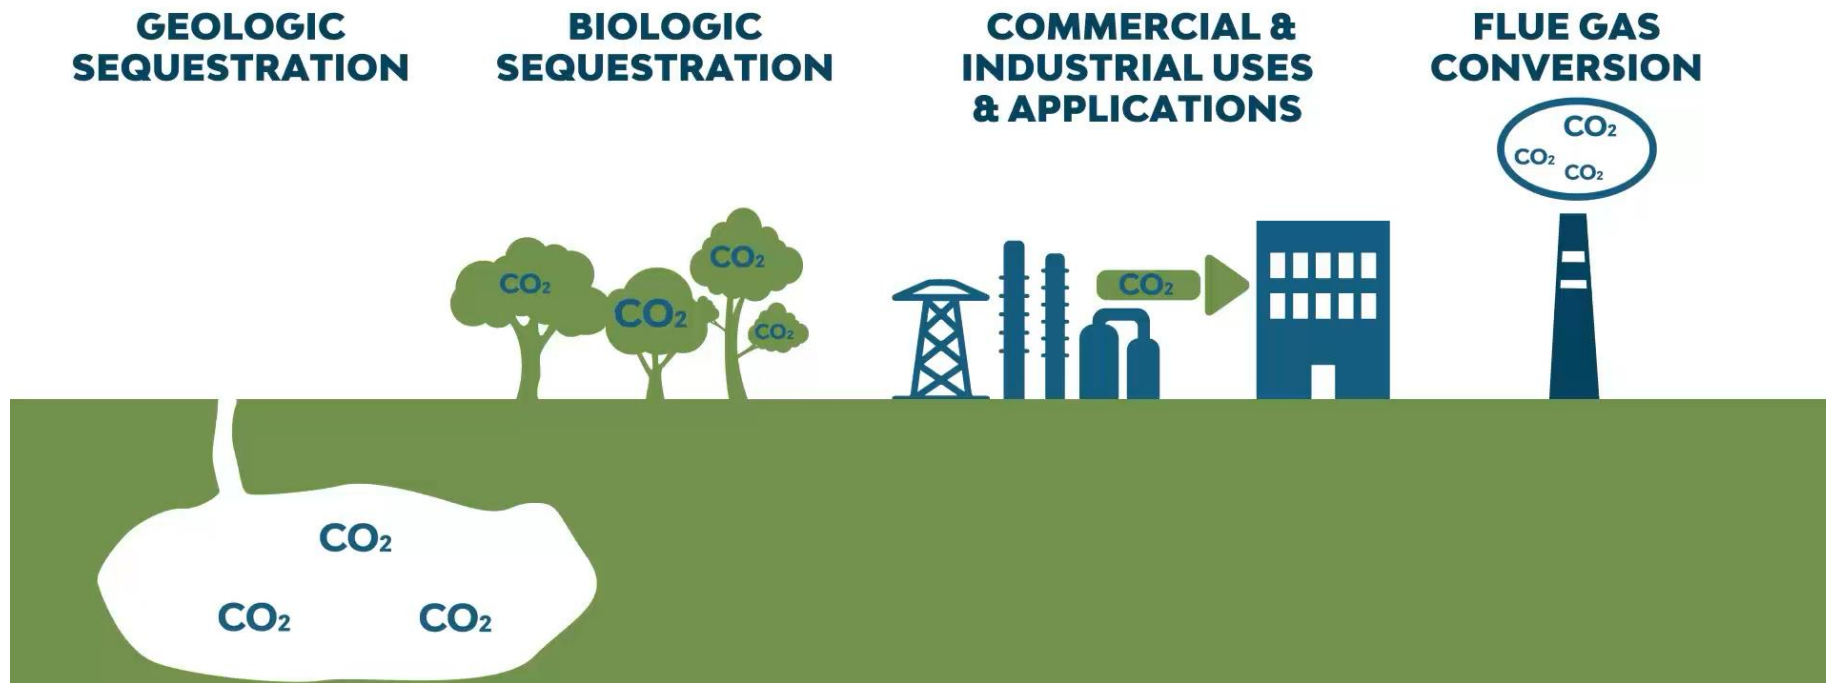 GEOLOGIC
SEQUESTRATION
BIOLOGIC
SEQUESTRATION
COMMERCIAL &
INDUSTRIAL USES
& APPLICATIONS
FLUE GAS
CONVERSION
CO₂
CO₂
CO₂
CO₂
CO₂
CO₂
CO₂
CO₂
CO₂
CO₂
CO₂